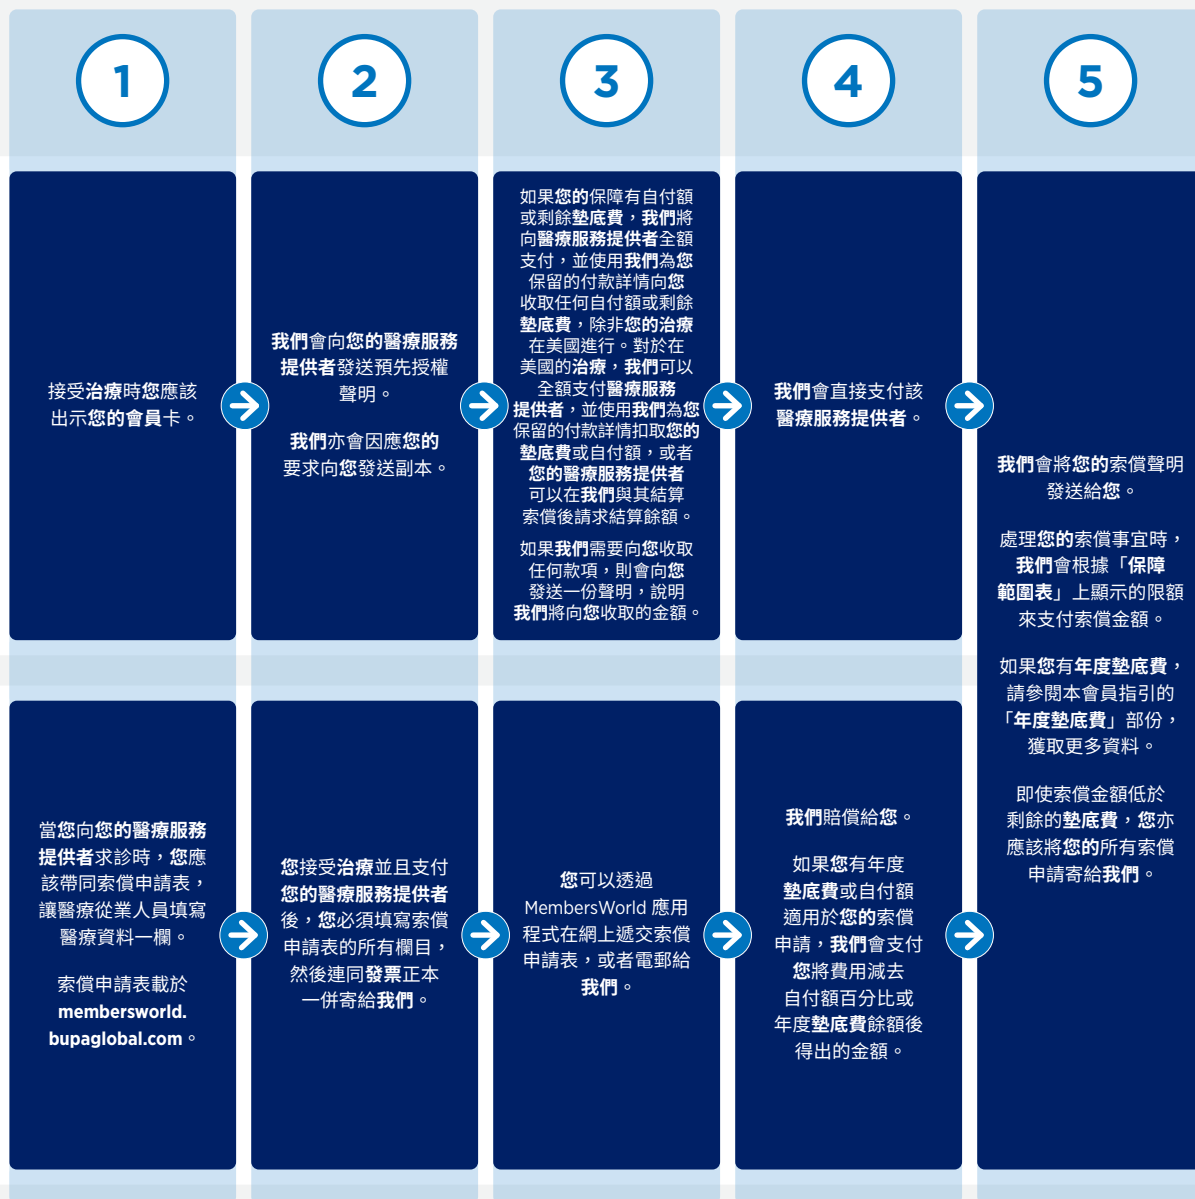 1
2
3
4
5
接受治療時您應該
出示您的會員卡。
我們會向您的醫療服務
提供者發送預先授權
聲明。
我們亦會因應您的
要求向您發送副本。
如果您的保障有自付額
或剩餘墊底費,我們將
向醫療服務提供者全額
支付,並使用我們為您
保留的付款詳情向您
收取任何自付額或剩餘
墊底費,除非您的治療
在美國進行。對於在
美國的治療,我們可以
全額支付醫療服務
提供者,並使用我們為您
保留的付款詳情扣取您的
墊底費或自付額,或者
您的醫療服務提供者
可以在我們與其結算
索償後請求結算餘額。
如果我們需要向您收取
任何款項,則會向您
發送一份聲明,說明
我們將向您收取的金額。
我們會直接支付該
醫療服務提供者。
我們會將您的索償聲明
發送給您。
處理您的索償事宜時,
我們會根據「保障
範圍表」上顯示的限額
來支付索償金額。
如果您有年度墊底費,
請參閱本會員指引的
「年度墊底費」部份,
獲取更多資料。
即使索償金額低於
剩餘的墊底費,您亦
應該將您的所有索償
申請寄給我們。
當您向您的醫療服務
提供者求診時,您應
該帶同索償申請表,
讓醫療從業人員填寫
醫療資料一欄。
索償申請表載於
membersworld.
bupaglobal.com。
您接受治療並且支付
您的醫療服務提供者
後,您必須填寫索償
申請表的所有欄目,
然後連同發票正本
一併寄給我們。
您可以透過
MembersWorld 應用
程式在網上遞交索償
申請表,或者電郵給
我們。
我們賠償給您。
如果您有年度
墊底費或自付額
適用於您的索償
申請,我們會支付
您將費用減去
自付額百分比或
年度墊底費餘額後
得出的金額。